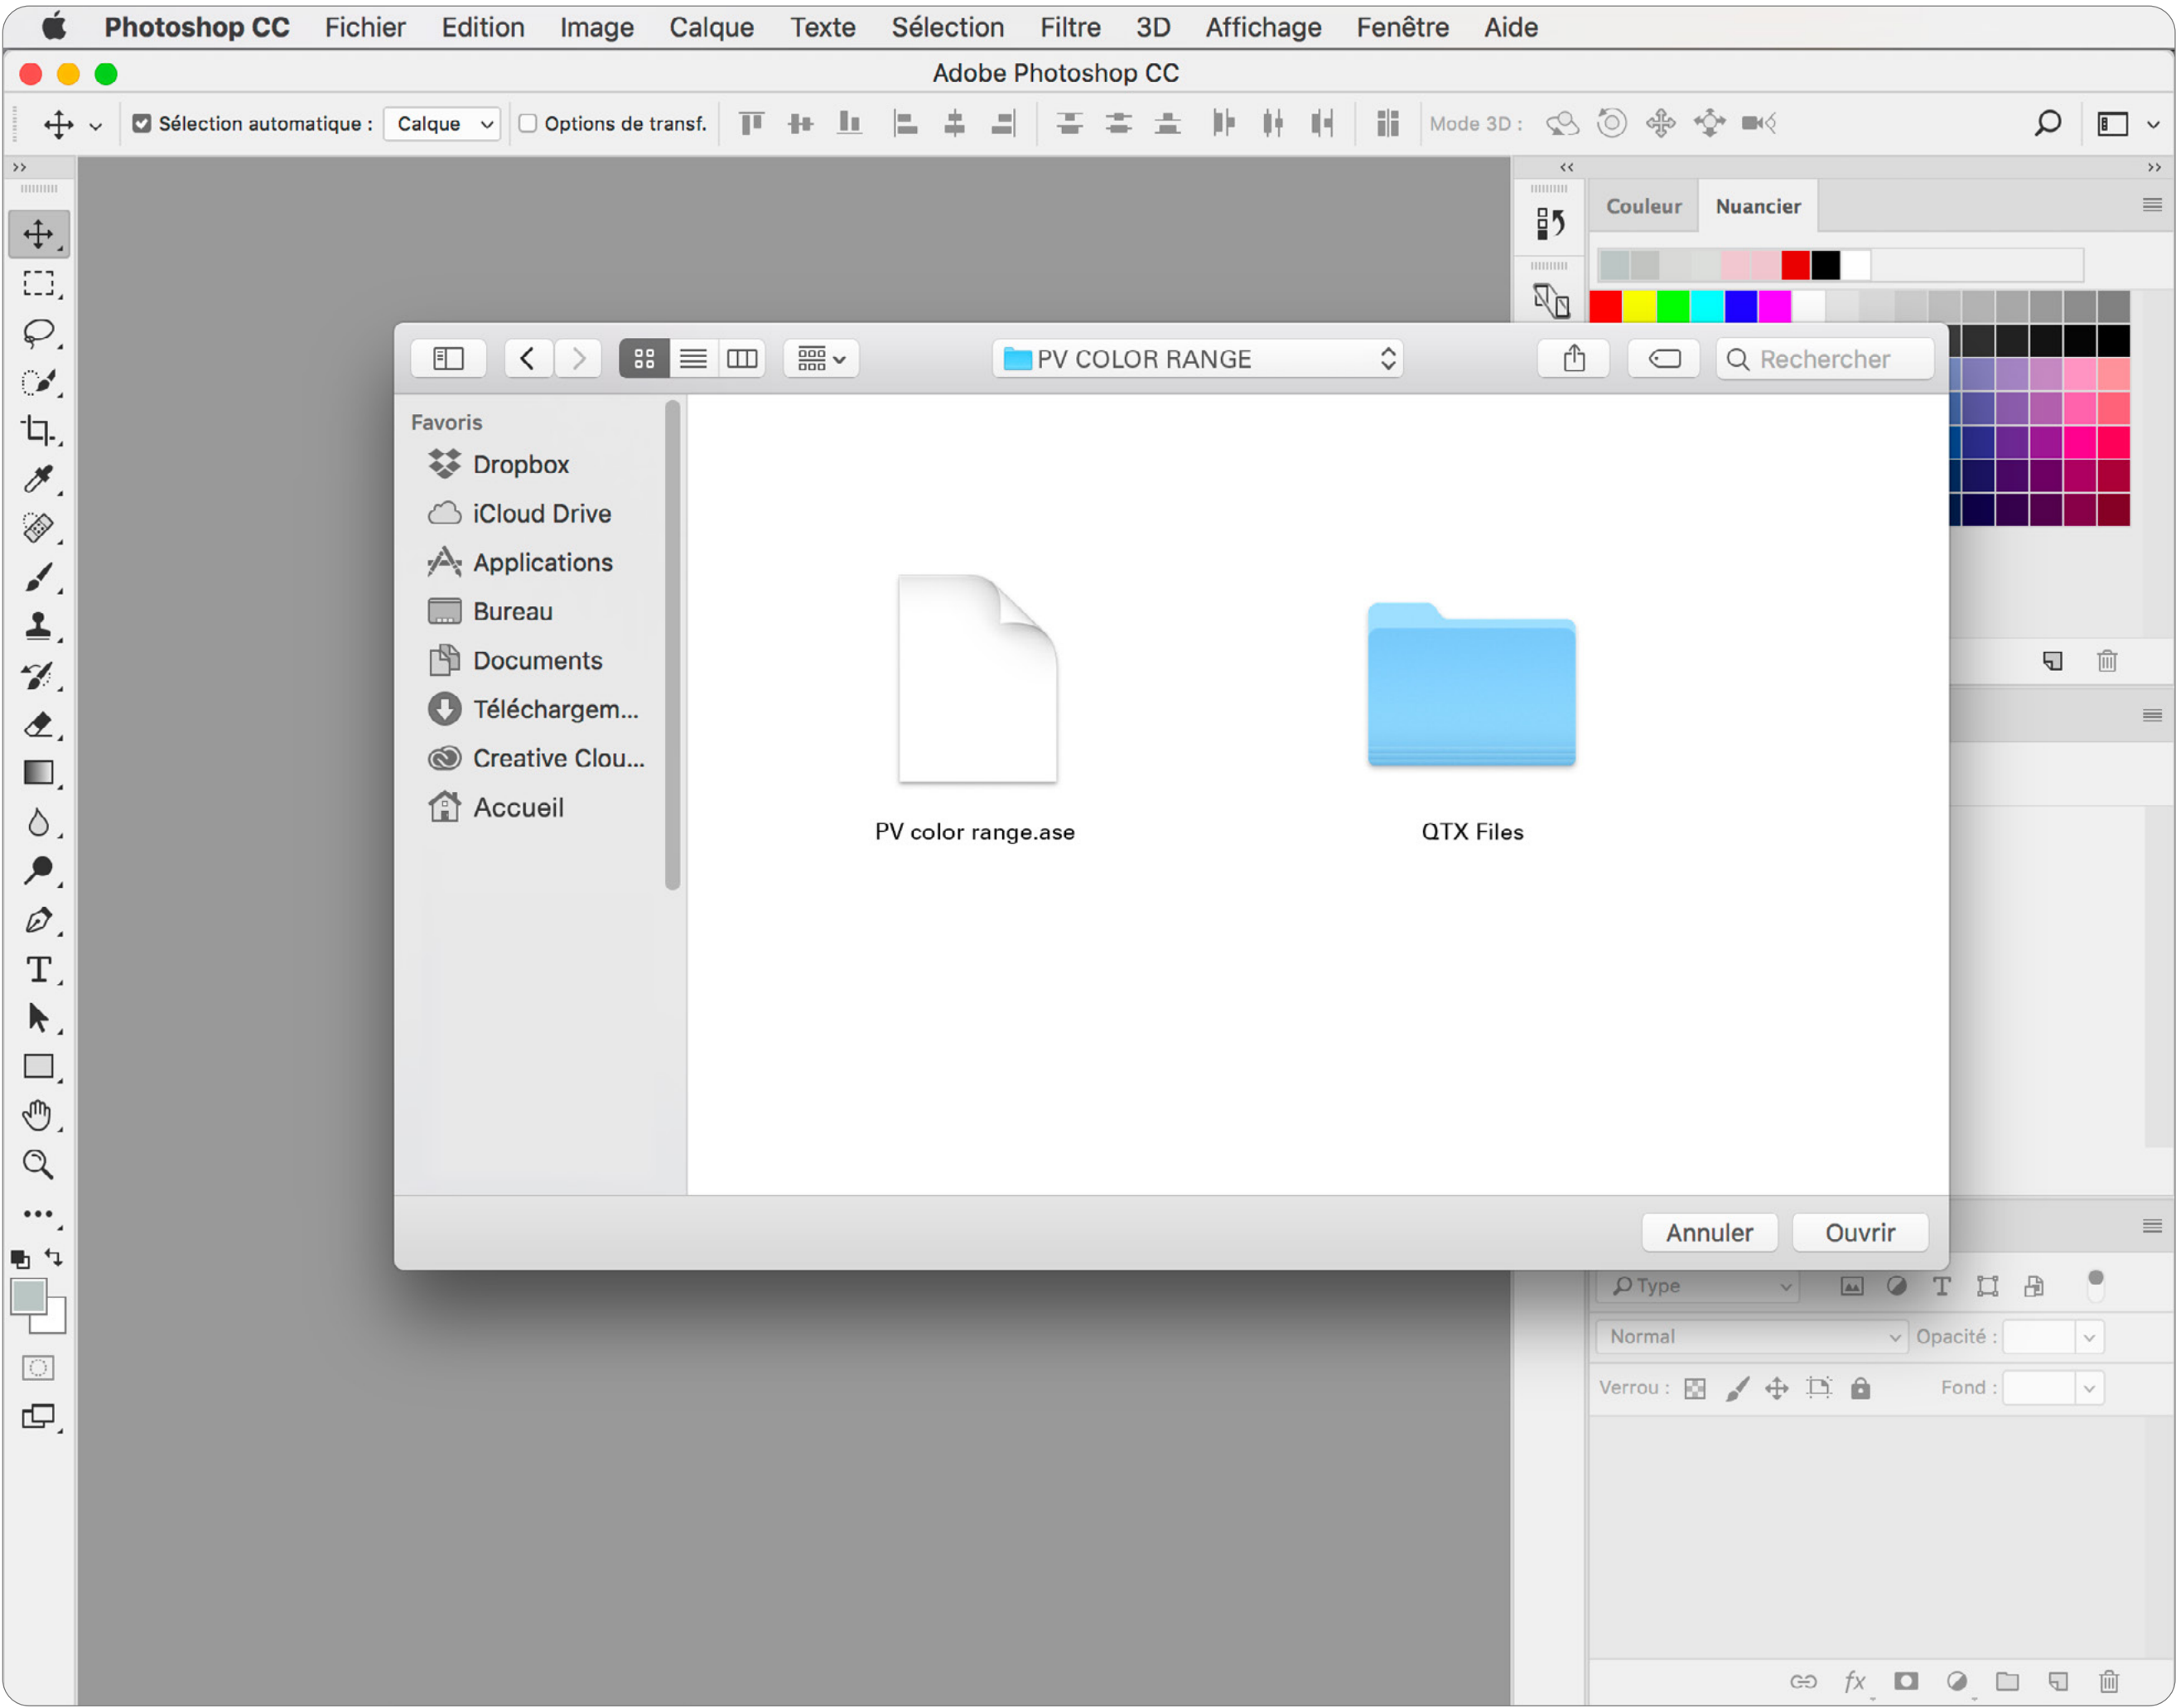 Photoshop CC Fichier Edition Image Calque Texte Sélection Filtre 3D Affichage Fenêtre Aide
Adobe Photoshop CC
Sélection automatique : Calque Options de transf. Mode 3D :
Couleur Nuancier
PV COLOR RANGE Rechercher
Favoris
Dropbox
iCloud Drive
Applications
Bureau
Documents
Téléchargem...
Creative Clou...
Accueil
PV color range.ase QTX Files
Annuler Ouvrir
Type
Normal Opacité :
Verrou : Fond :
fx